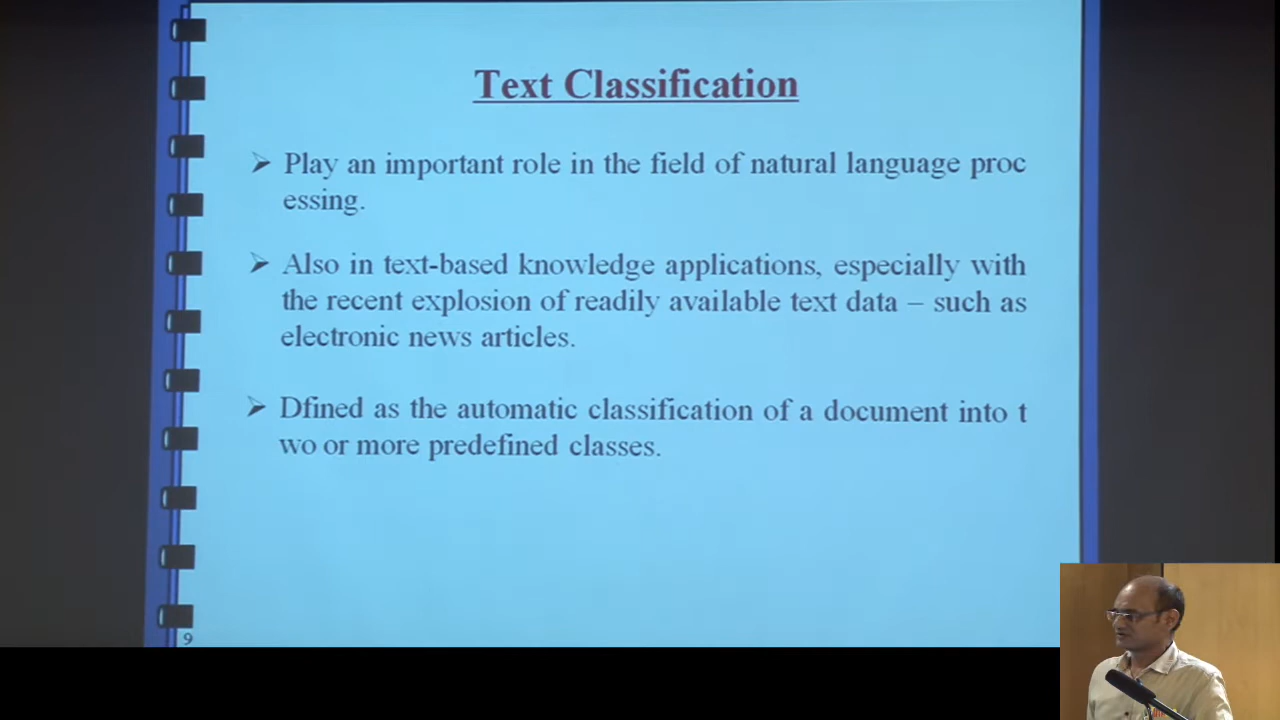 Text Classification
Play an important role in the field of natural language proc
essing.
Also in text-based knowledge applications, especially with
the recent explosion of readily available text data – such as
electronic news articles.
Dfined as the automatic classification of a document into t
wo or more predefined classes.
9